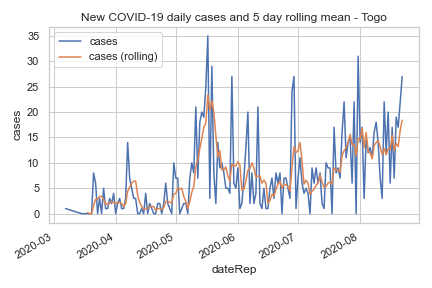 New COVID-19 daily cases and 5 day rolling mean - Togo
cases
cases (rolling)
cases
35
30
25
20
15
10
5
0
2020-03
2020-04
2020-05
2020-06
2020-07
2020-08
dateRep